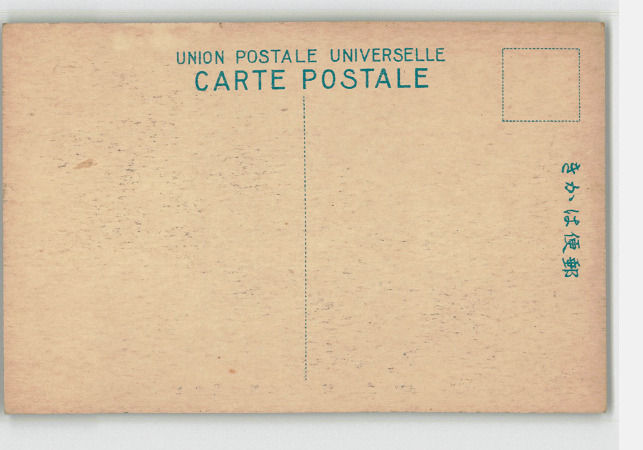 UNION POSTALE UNIVERSELLE
CARTE POSTALE
きかは便郵